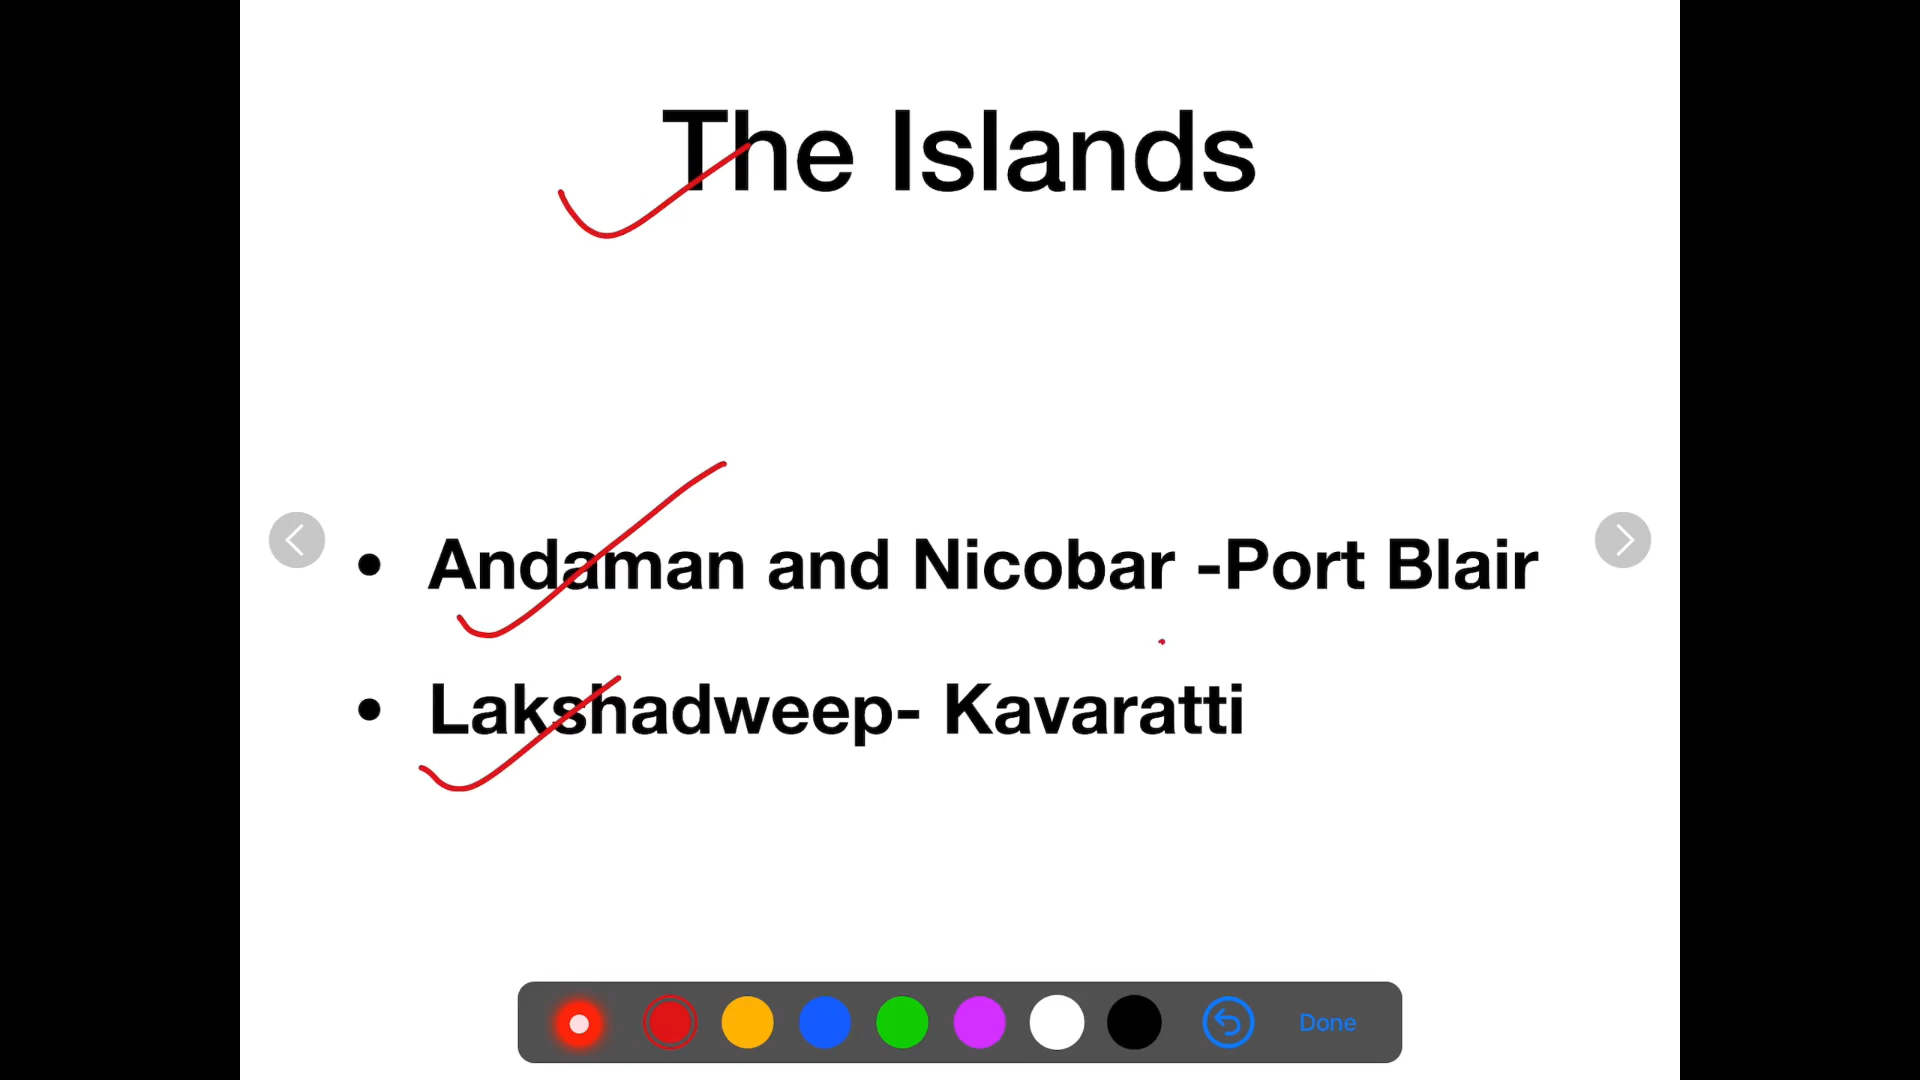 The Islands
• Andaman and Nicobar -Port Blair
• Lakshadweep- Kavaratti
Done